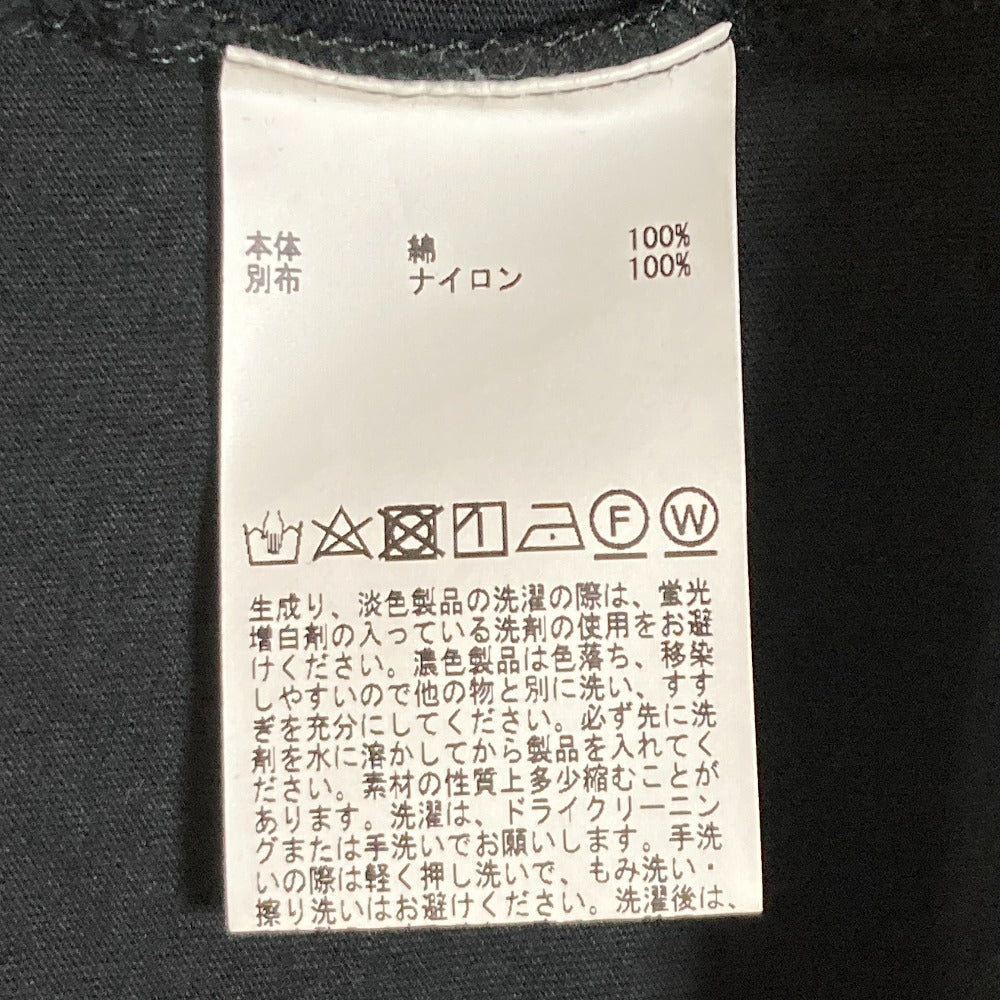 本体 綿 100%
別布 ナイロン 100%
F W
生成り、淡色製品の洗濯の際は、蛍光
増白剤の入っている洗剤の使用をお避
けください。濃色製品は色落ち、移染
しやすいので他の物と別に洗い、すす
ぎを充分にしてください。必ず先に洗
剤を水に溶かしてから製品を入れてく
ださい。素材の性質上多少縮むことが
あります。洗濯は、ドライクリーニン
グまたは手洗いでお願いします。手洗
いの際は軽く押し洗いで、もみ洗い・
擦り洗いはお避けください。洗濯後は、